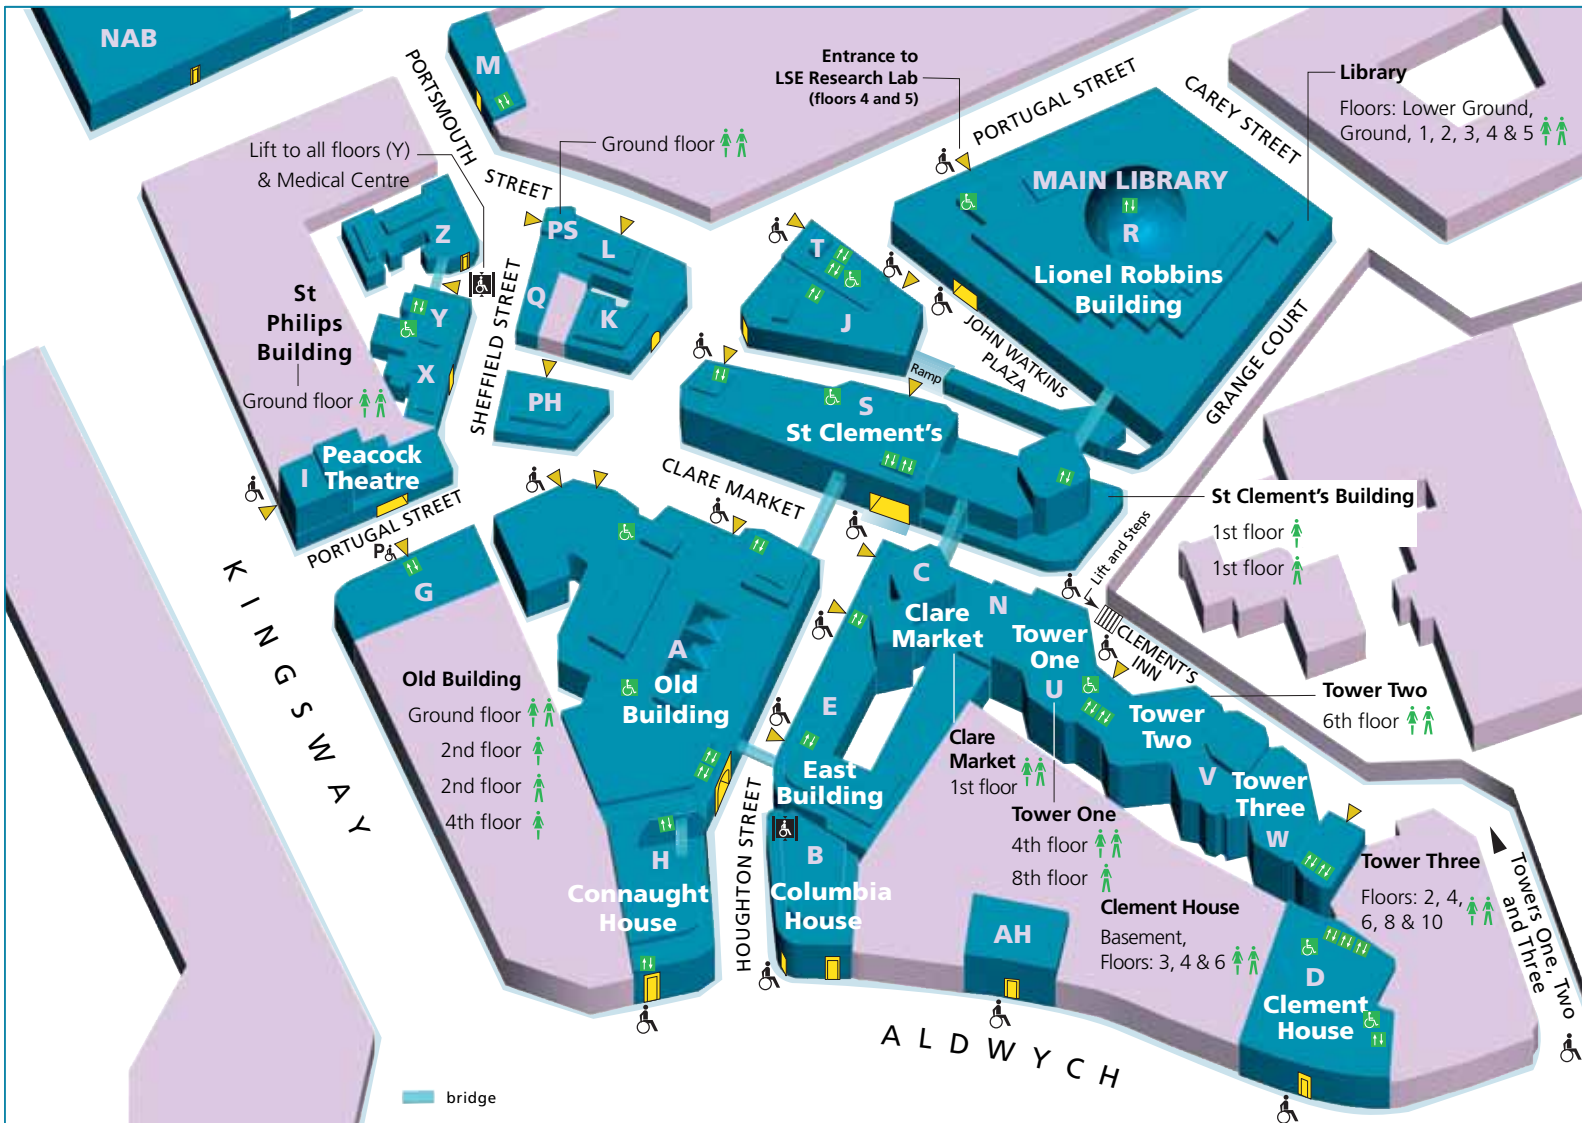 NAB
M
PORTSMOUTH
STREET
Entrance to
LSE Research Lab
(floors 4 and 5)
PORTUGAL STREET
CAREY STREET
Library
Floors: Lower Ground,
Ground, 1, 2, 3, 4 & 5
Lift to all floors (Y)
& Medical Centre
Ground floor
MAIN LIBRARY
R
Lionel Robbins
Building
Z
PS
L
Q
K
T
J
St
Philips
Building
Ground floor
Y
X
SHEFFIELD STREET
PH
JOHN WATKINS
PLAZA
Ramp
GRANGE COURT
S
St Clement's
I
Peacock
Theatre
PORTUGAL STREET
CLARE MARKET
St Clement's Building
1st floor
1st floor
Lift and Steps
P
G
KINGSWAY
C
Clare
Market
N
Tower
One
U
CLEMENT'S
INN
A
Old
Building
Old Building
Ground floor
2nd floor
2nd floor
4th floor
E
East
Building
Clare
Market
1st floor
Tower
Two
V
Tower Two
6th floor
Tower
Three
W
Tower One
4th floor
8th floor
Tower Three
Floors: 2, 4,
6, 8 & 10
Towers One, Two
and Three
H
Connaught
House
HOUGHTON STREET
B
Columbia
House
AH
Clement House
Basement,
Floors: 3, 4 & 6
D
Clement
House
ALDWYCH
bridge